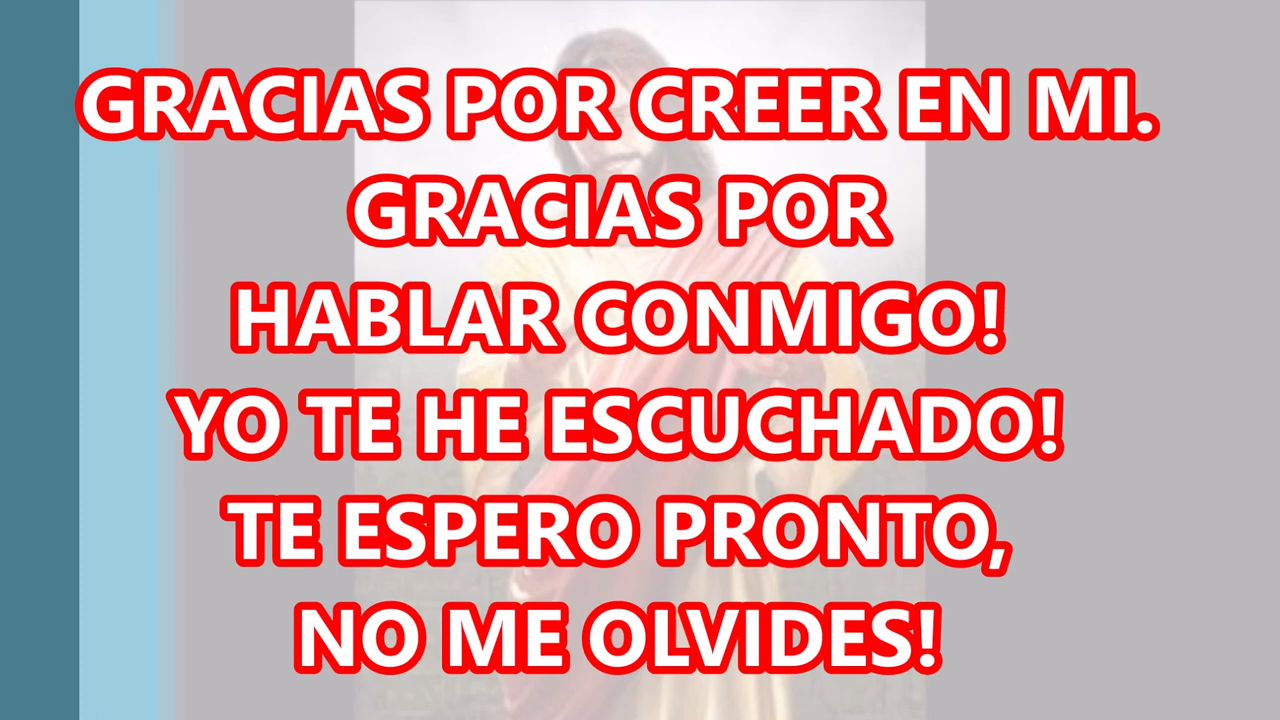 GRACIAS POR CREER EN MI.
GRACIAS POR
HABLAR CONMIGO!
YO TE HE ESCUCHADO!
TE ESPERO PRONTO,
NO ME OLVIDES!